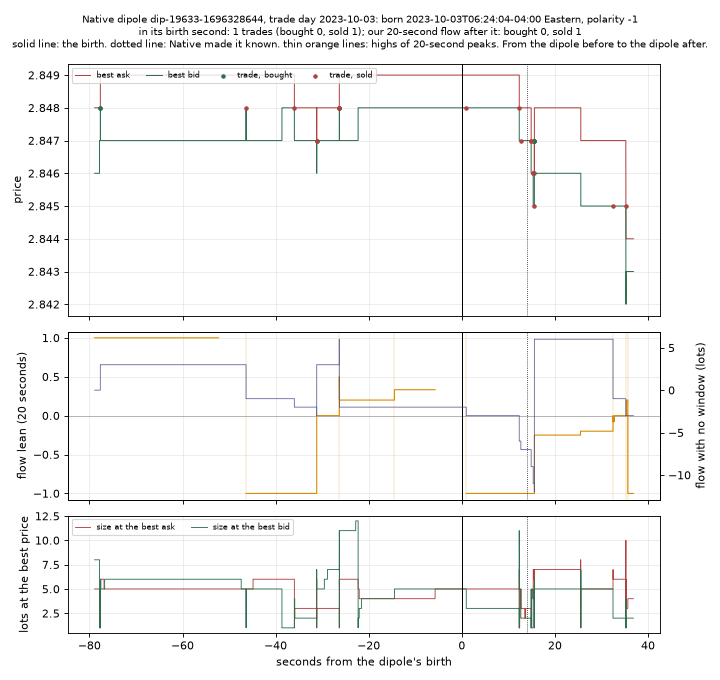 Native dipole dip-19633-1696328644, trade day 2023-10-03: born 2023-10-03T06:24:04-04:00 Eastern, polarity -1
in its birth second: 1 trades (bought 0, sold 1); our 20-second flow after it: bought 0, sold 1
solid line: the birth. dotted line: Native made it known. thin orange lines: highs of 20-second peaks. From the dipole before to the dipole after.
best ask
best bid
trade, bought
trade, sold
2.849
2.848
2.847
2.846
2.845
2.844
2.843
2.842
price
1.0
0.5
0.0
−0.5
−1.0
flow lean (20 seconds)
5
0
−5
−10
flow with no window (lots)
size at the best ask
size at the best bid
12.5
10.0
7.5
5.0
2.5
lots at the best price
−80
−60
−40
−20
0
20
40
seconds from the dipole's birth